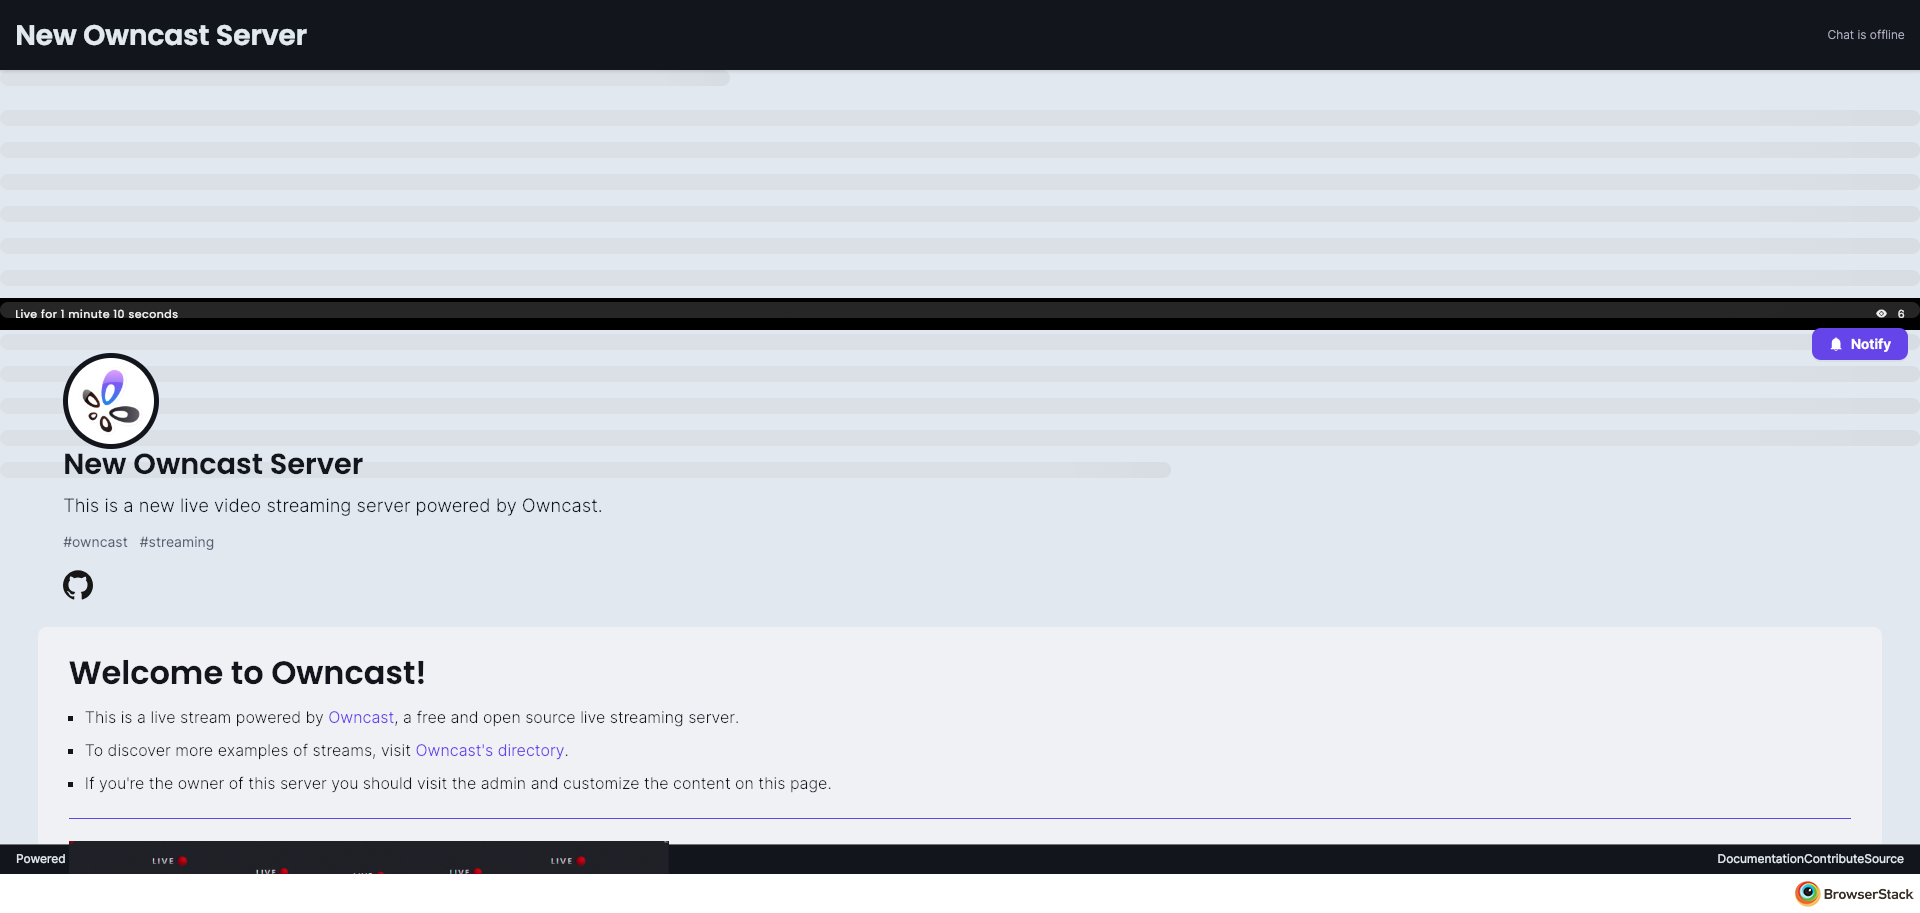 New Owncast Server
Chat is offline
Live for 1 minute 10 seconds
6
Notify
New Owncast Server
This is a new live video streaming server powered by Owncast.
#owncast #streaming
Welcome to Owncast!
This is a live stream powered by Owncast, a free and open source live streaming server.
To discover more examples of streams, visit Owncast's directory.
If you're the owner of this server you should visit the admin and customize the content on this page.
Powered
LIVE
LIVE
LIVE
LIVE
DocumentationContributeSource
BrowserStack